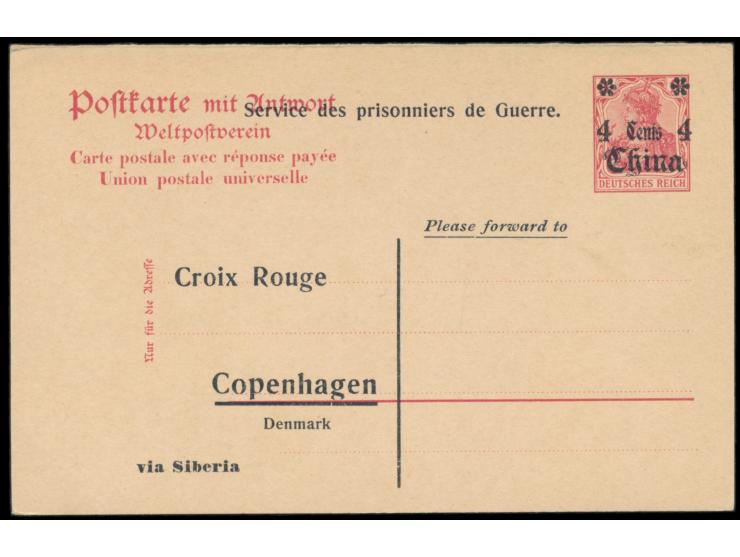 Postkarte mit Antwort
Service des prisonniers de Guerre.
Weltpostverein
Carte postale avec réponse payée
Union postale universelle
4 Cents 4
China
DEUTSCHES REICH
Please forward to
Nur für die Adresse
Croix Rouge
Copenhagen
Denmark
via Siberia